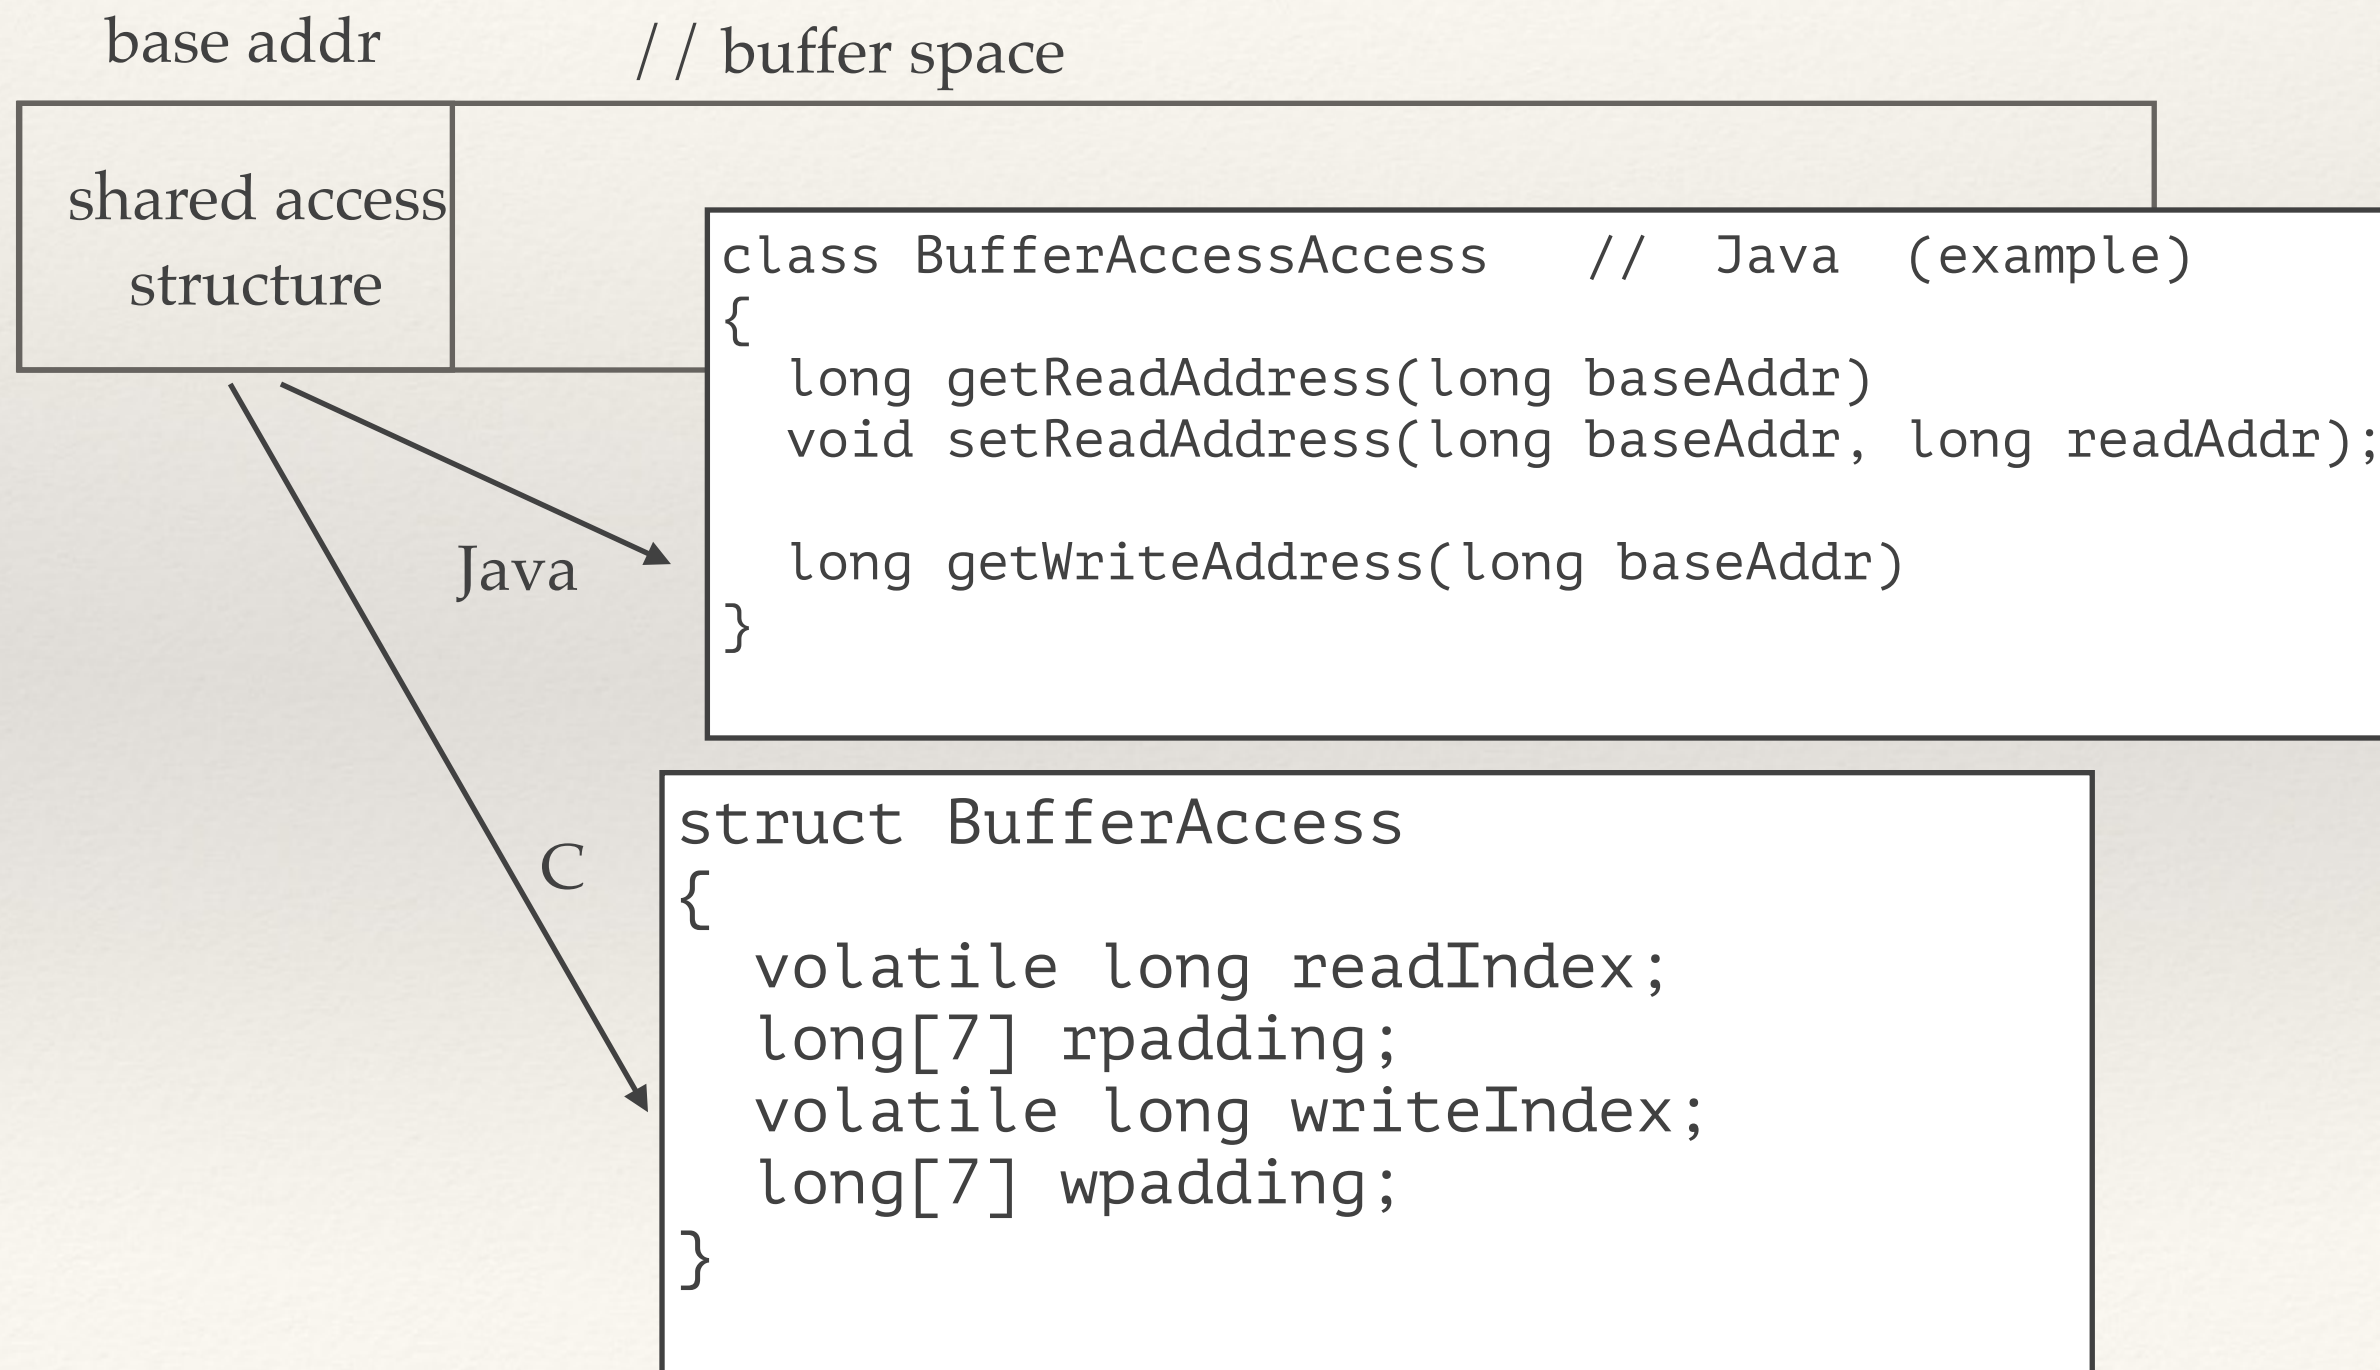 base addr
// buffer space
shared access
structure
class BufferAccessAccess   //  Java  (example)
{
  long getReadAddress(long baseAddr)
  void setReadAddress(long baseAddr, long readAddr);

  long getWriteAddress(long baseAddr)
}
Java
C
struct BufferAccess
{
  volatile long readIndex;
  long[7] rpadding;
  volatile long writeIndex;
  long[7] wpadding;
}